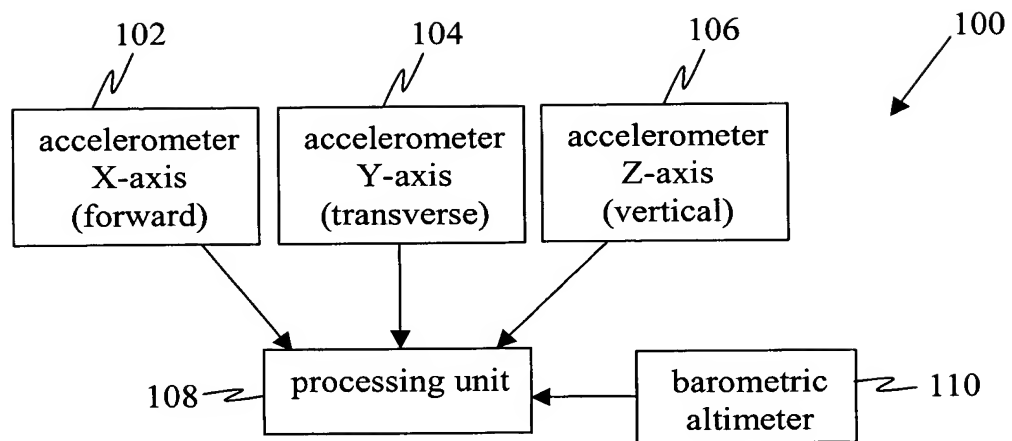 102
104
106
100
accelerometer
X-axis
(forward)
accelerometer
Y-axis
(transverse)
accelerometer
Z-axis
(vertical)
108
processing unit
barometric
altimeter
110